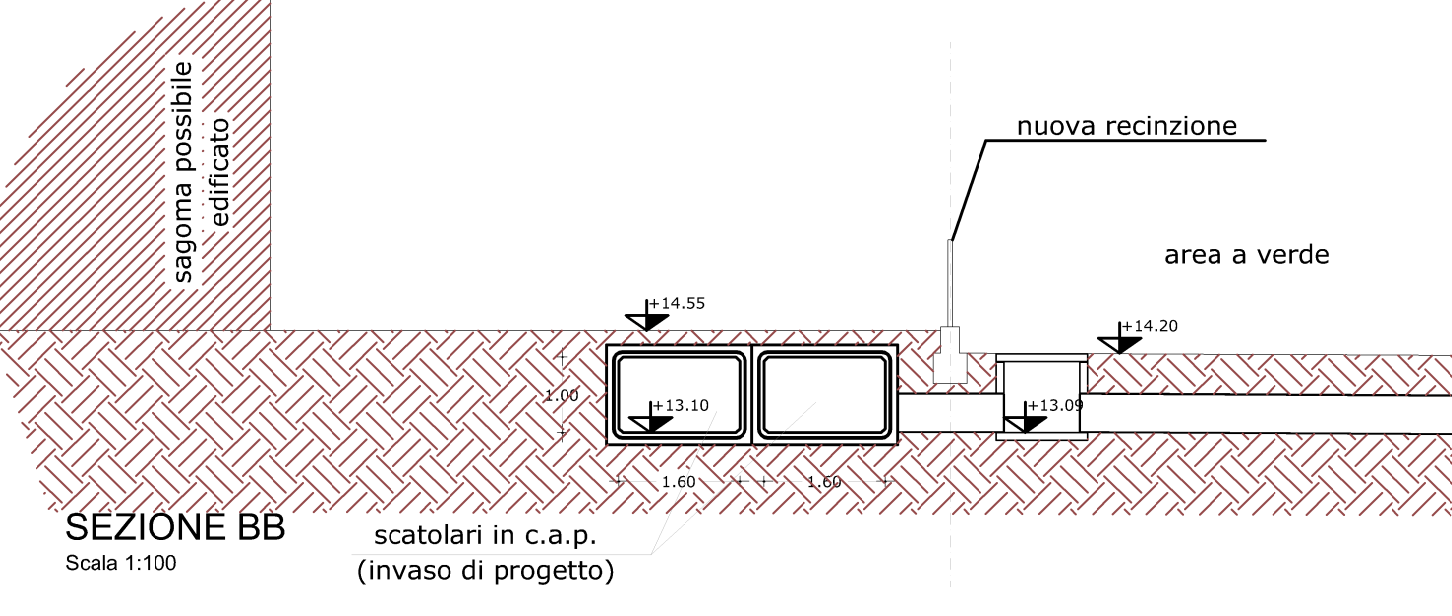 sagoma possibile
edificato
nuova recinzione
area a verde
+14.55
+14.20
1.00
+13.10
+13.09
1.60
1.60
SEZIONE BB
Scala 1:100
scatolari in c.a.p.
(invaso di progetto)